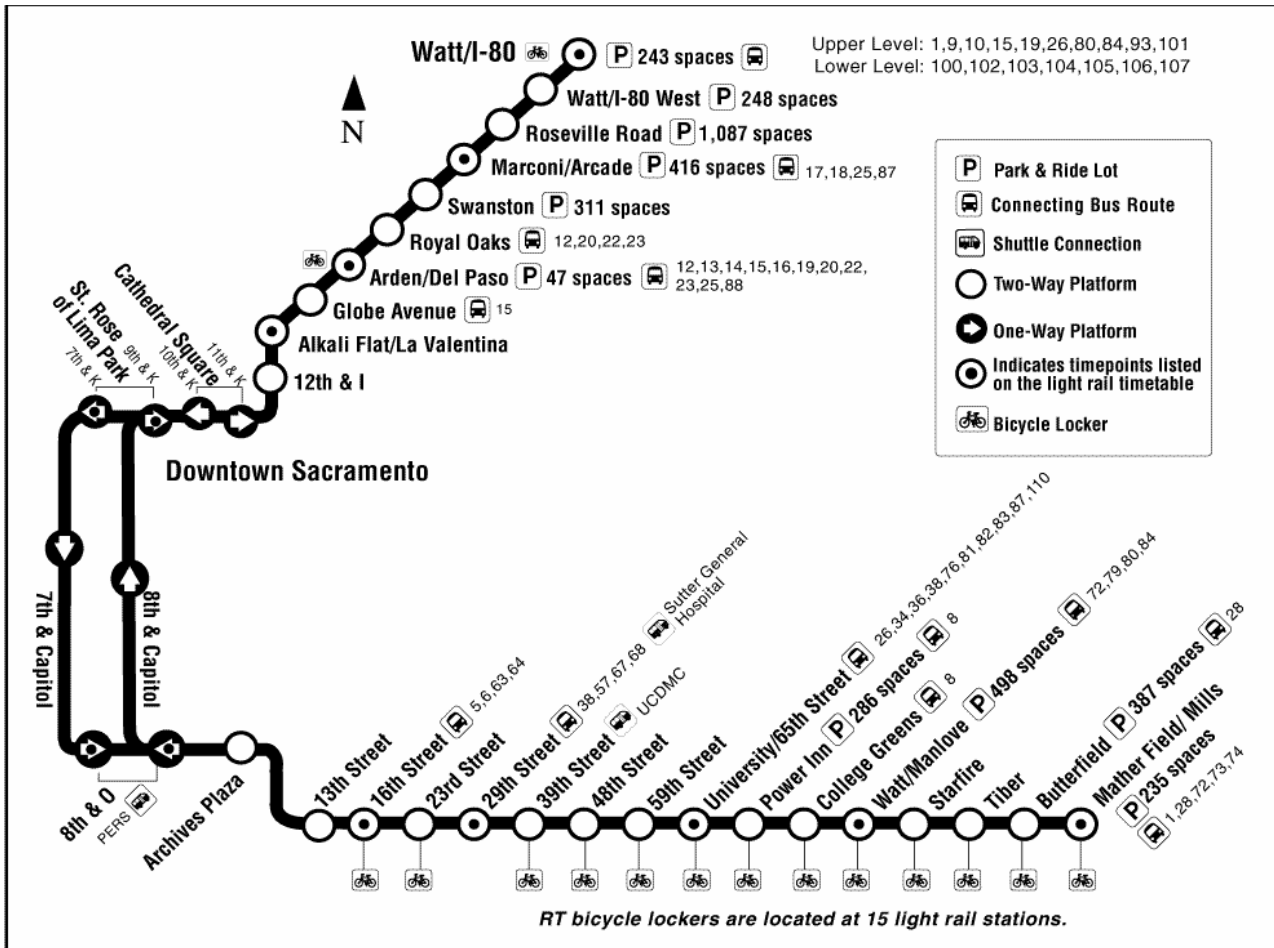 Watt/I-80
P 243 spaces
Upper Level: 1,9,10,15,19,26,80,84,93,101
Lower Level: 100,102,103,104,105,106,107
N
Watt/I-80 West P 248 spaces
Roseville Road P 1,087 spaces
Marconi/Arcade P 416 spaces 17,18,25,87
Swanston P 311 spaces
Royal Oaks 12,20,22,23
Arden/Del Paso P 47 spaces 12,13,14,15,16,19,20,22,
23,25,88
Globe Avenue 15
Alkali Flat/La Valentina
12th & I
P Park & Ride Lot
Connecting Bus Route
Shuttle Connection
Two-Way Platform
One-Way Platform
Indicates timepoints listed
on the light rail timetable
Bicycle Locker
Cathedral Square
11th & K
10th & K
St. Rose
of Lima Park
9th & K
7th & K
Downtown Sacramento
7th & Capitol
8th & Capitol
8th & O
PERS
Archives Plaza
13th Street
16th Street 5,6,63,64
23rd Street
29th Street 38,57,67,68 Sutter General
Hospital
39th Street UCDMC
48th Street
59th Street
University/65th Street 26,34,36,38,76,81,82,83,87,110
Power Inn P 286 spaces 8
College Greens 8
Watt/Manlove P 498 spaces 72,79,80,84
Starfire
Tiber
Butterfield P 387 spaces 28
Mather Field/ Mills
P 235 spaces
1,28,72,73,74
RT bicycle lockers are located at 15 light rail stations.